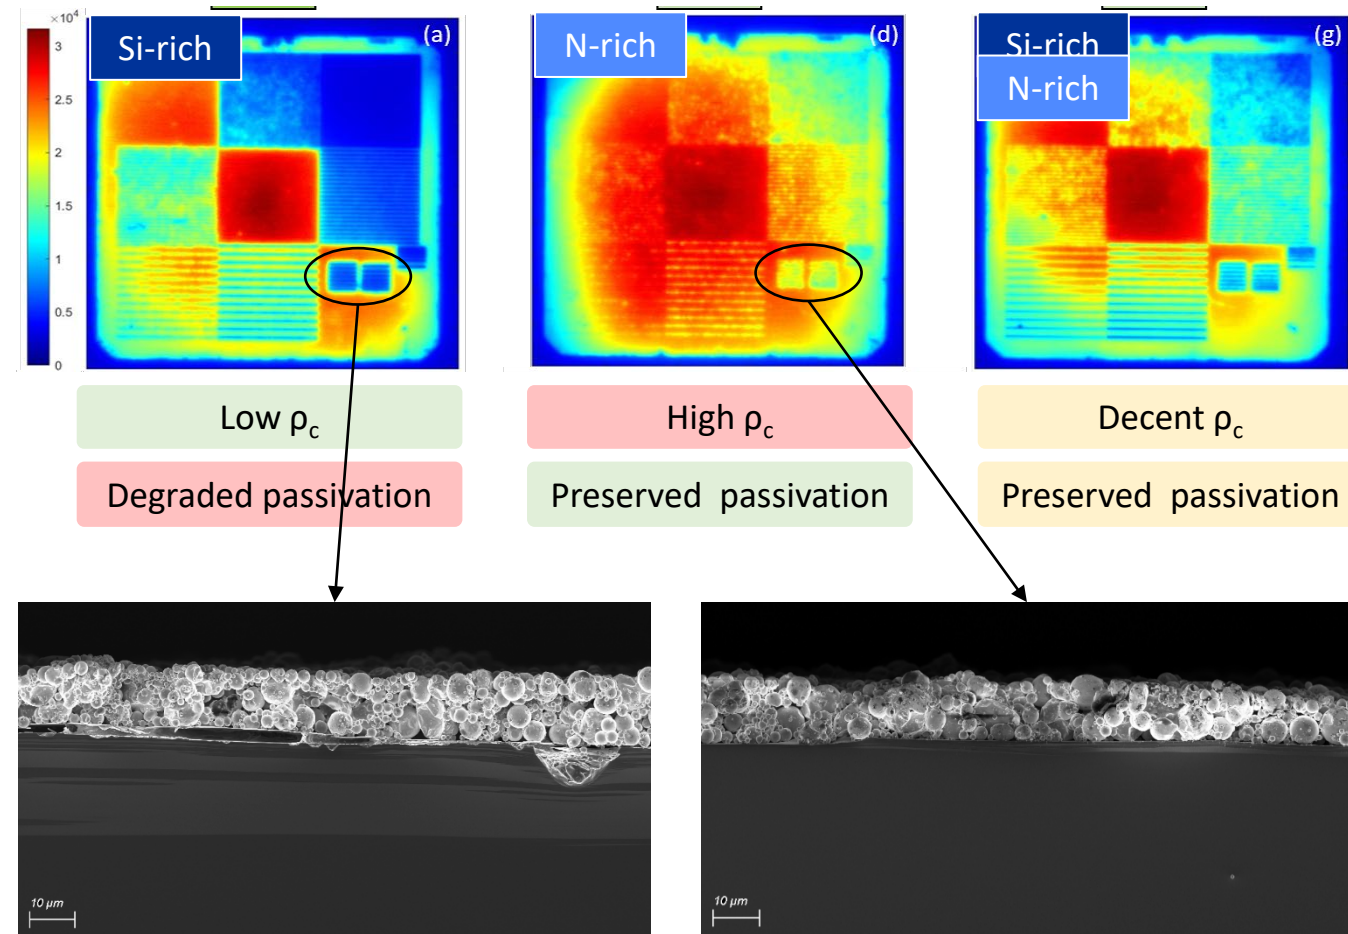 ×10⁴
3
2.5
2
1.5
1
0.5
0
Si-rich
(a)
N-rich
(d)
Si-rich
N-rich
(g)
Low ρc
High ρc
Decent ρc
Degraded passivation
Preserved passivation
Preserved passivation
10 µm
10 µm